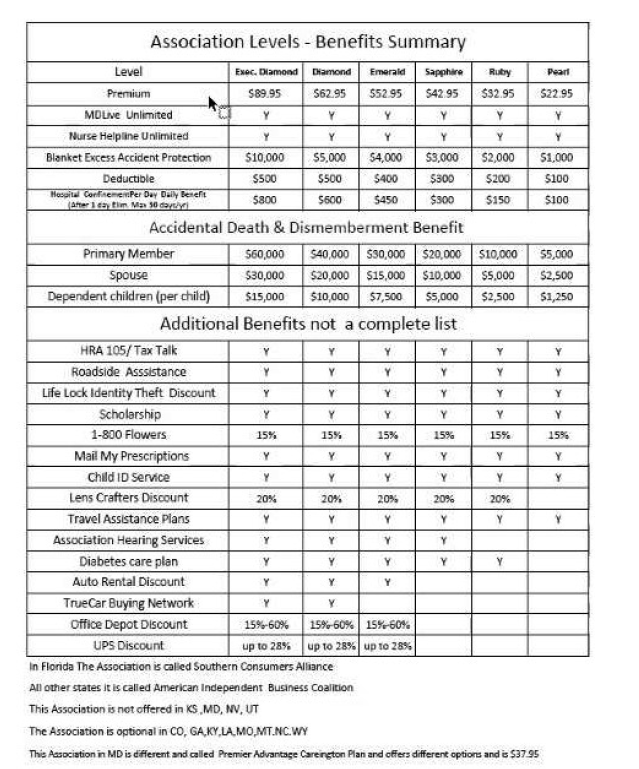 Association Levels - Benefits Summary
Level Exec. Diamond Diamond Emerald Sapphire Ruby Pearl
Premium $89.95 $62.95 $52.95 $42.95 $32.95 $22.95
MDLive Unlimited Y Y Y Y Y Y
Nurse Helpline Unlimited Y Y Y Y Y Y
Blanket Excess Accident Protection $10,000 $5,000 $4,000 $3,000 $2,000 $1,000
Deductible $500 $500 $400 $300 $200 $100
Hospital ConfinementPer Day Daily Benefit
(After 1 day Elim. Max 30 days/yr) $800 $600 $450 $300 $150 $100
Accidental Death & Dismemberment Benefit
Primary Member $60,000 $40,000 $30,000 $20,000 $10,000 $5,000
Spouse $30,000 $20,000 $15,000 $10,000 $5,000 $2,500
Dependent children (per child) $15,000 $10,000 $7,500 $5,000 $2,500 $1,250
Additional Benefits not a complete list
HRA 105/ Tax Talk Y Y Y Y Y Y
Roadside Asssistance Y Y Y Y Y Y
Life Lock Identity Theft Discount Y Y Y Y Y Y
Scholarship Y Y Y Y Y Y
1-800 Flowers 15% 15% 15% 15% 15% 15%
Mail My Prescriptions Y Y Y Y Y Y
Child ID Service Y Y Y Y Y Y
Lens Crafters Discount 20% 20% 20% 20% 20%
Travel Assistance Plans Y Y Y Y Y Y
Association Hearing Services Y Y Y Y
Diabetes care plan Y Y Y Y Y
Auto Rental Discount Y Y Y
TrueCar Buying Network Y Y
Office Depot Discount 15%-60% 15%-60% 15%-60%
UPS Discount up to 28% up to 28% up to 28%
In Florida The Association is called Southern Consumers Alliance
All other states it is called American Independent Business Coalition
This Association is not offered in KS ,MD, NV, UT
The Association is optional in CO, GA,KY,LA,MO,MT.NC.WY
This Association in MD is different and called Premier Advantage Careington Plan and offers different options and is $37.95